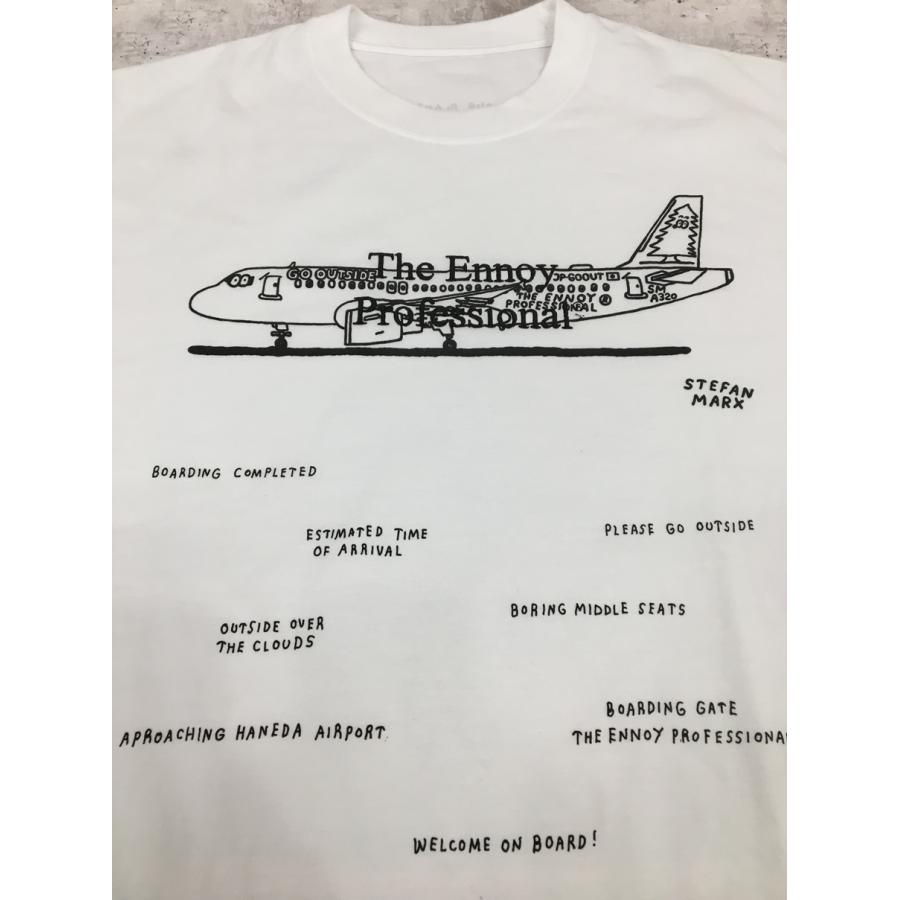 The Ennoy
Professional
GO OUTSIDE
JP-GOOUT
THE ENNOY
PROFESSIONAL
SM
A320
STEFAN
MARX
BOARDING COMPLETED
ESTIMATED TIME
OF ARRIVAL
PLEASE GO OUTSIDE
BORING MIDDLE SEATS
OUTSIDE OVER
THE CLOUDS
BOARDING GATE
THE ENNOY PROFESSIONA
APROACHING HANEDA AIRPORT
WELCOME ON BOARD!